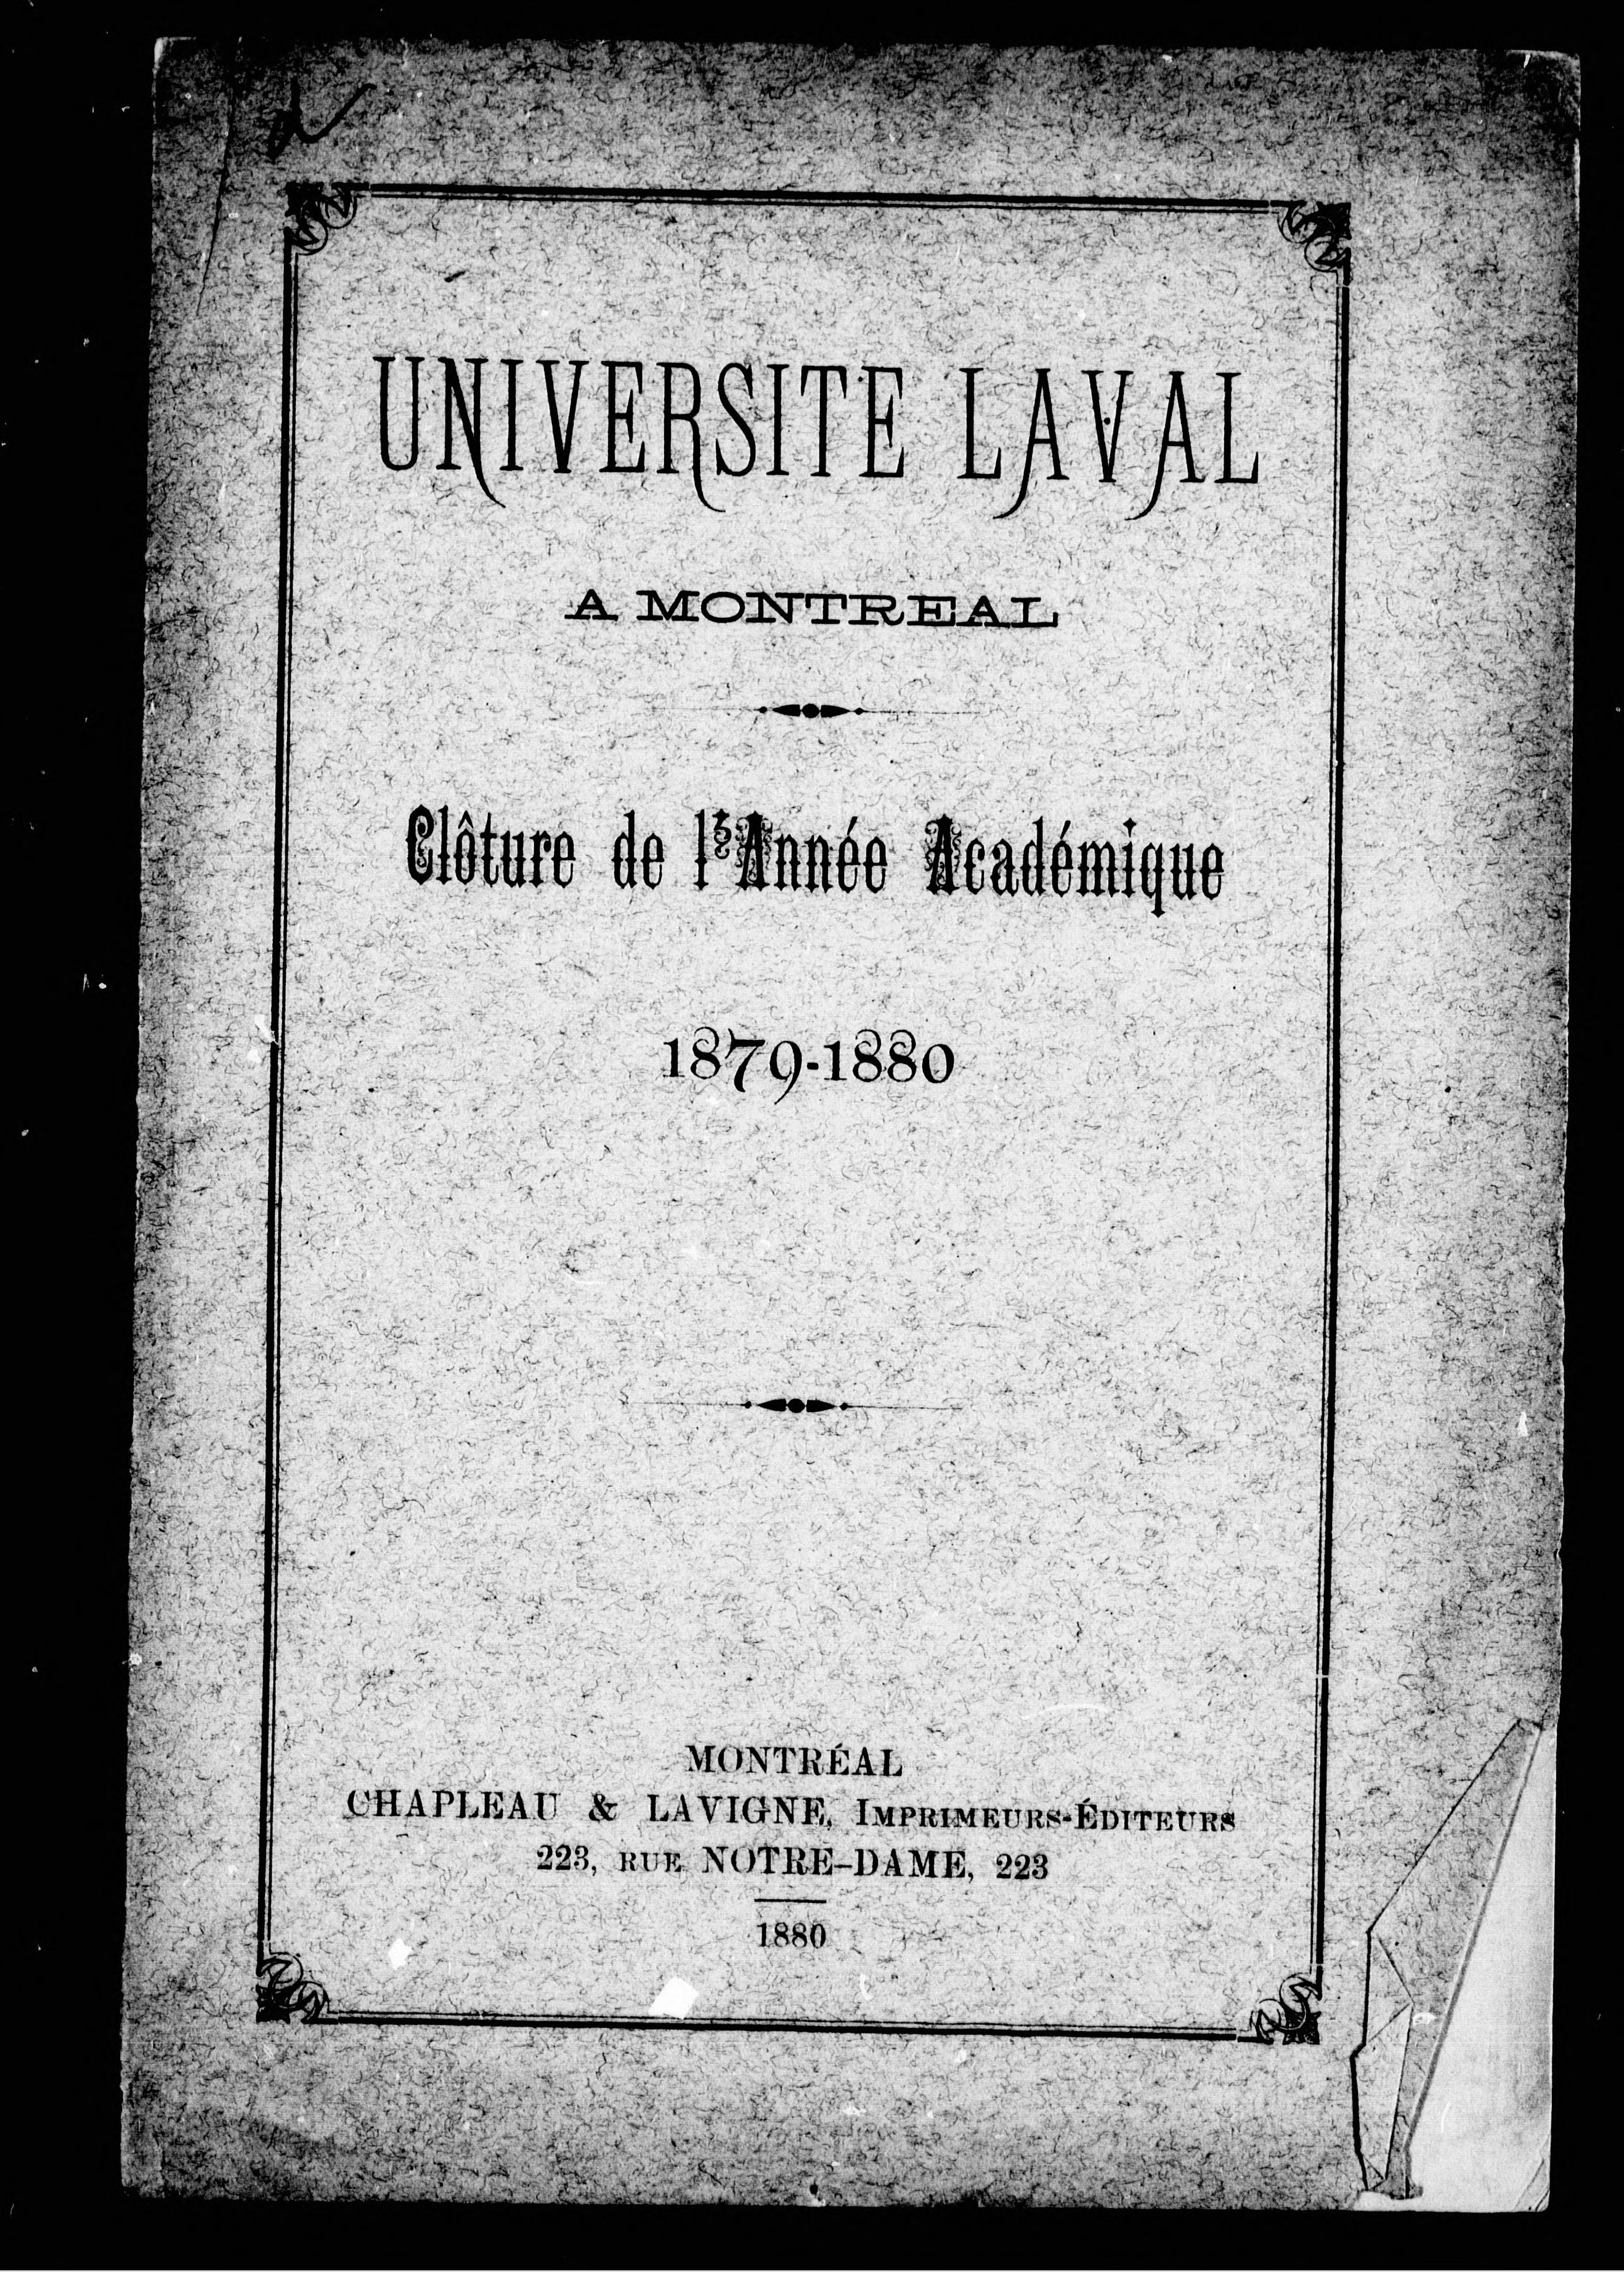 UNIVERSITE LAVAL
A MONTREAL
Clôture de l'Année Académique
1879-1880
MONTRÉAL
CHAPLEAU & LAVIGNE, IMPRIMEURS-ÉDITEURS
223, RUE NOTRE-DAME, 223
1880